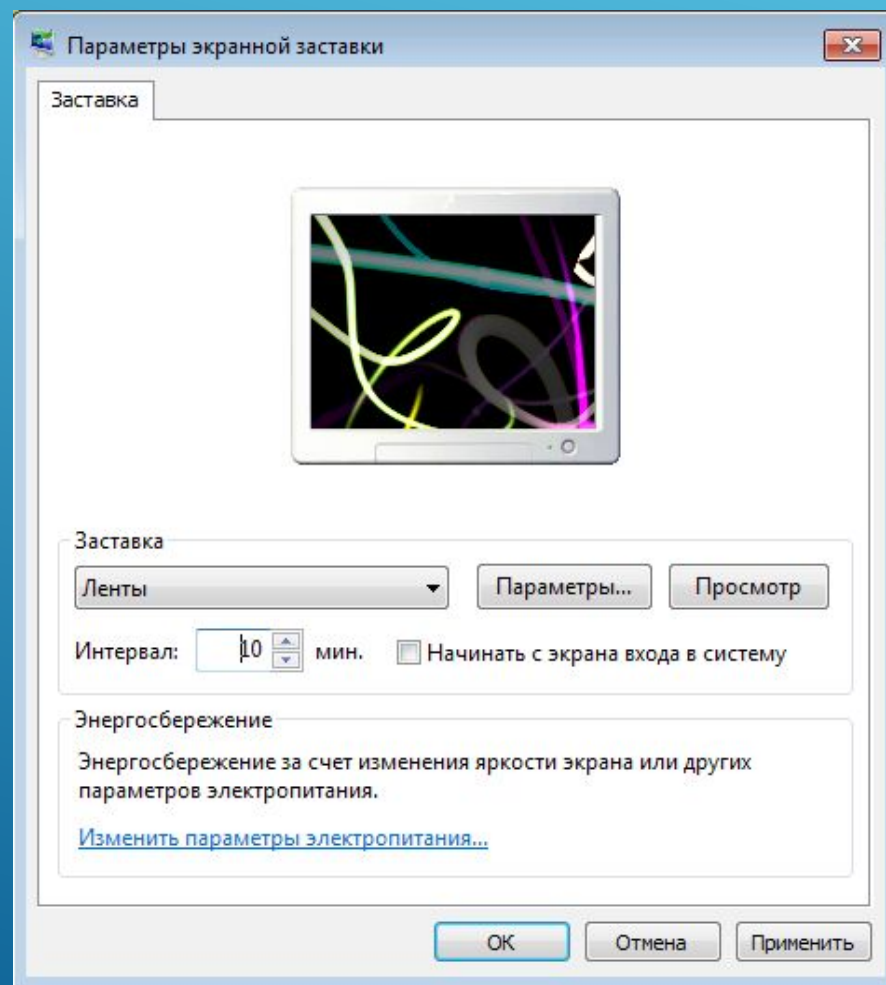 Параметры экранной заставки
Заставка
Заставка
Ленты
Параметры...
Просмотр
Интервал: 10 мин. Начинать с экрана входа в систему
Энергосбережение
Энергосбережение за счет изменения яркости экрана или других
параметров электропитания.
Изменить параметры электропитания...
ОК
Отмена
Применить